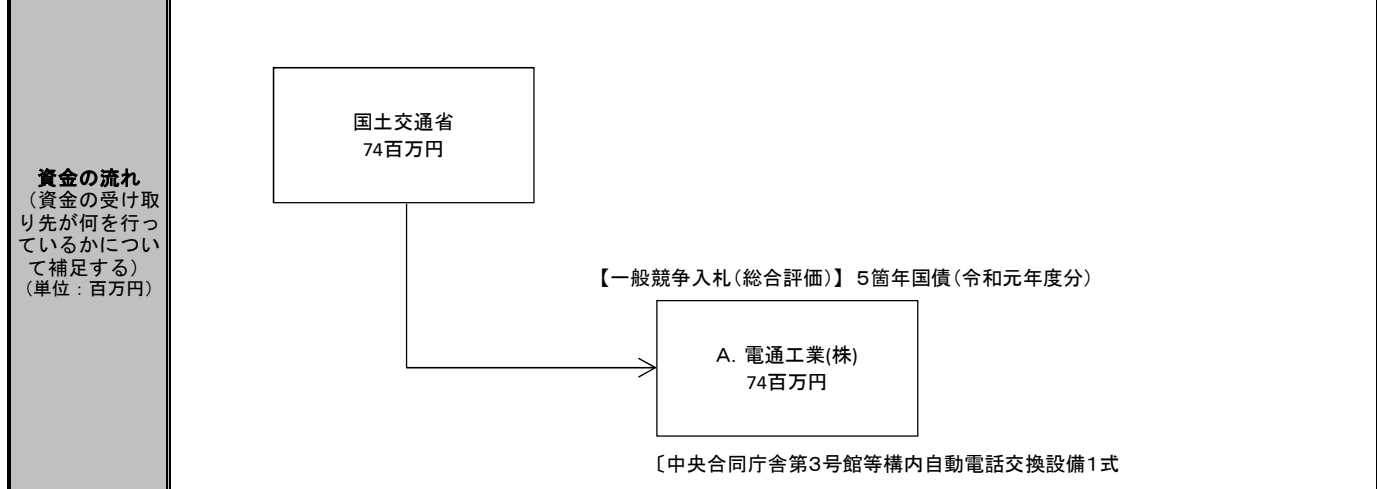 資金の流れ
（資金の受け取
り先が何を行っ
ているかについ
て補足する）
（単位：百万円）
国土交通省
74百万円
【一般競争入札（総合評価）】５箇年国債（令和元年度分）
Ａ．電通工業(株)
74百万円
〔中央合同庁舎第３号館等構内自動電話交換設備１式